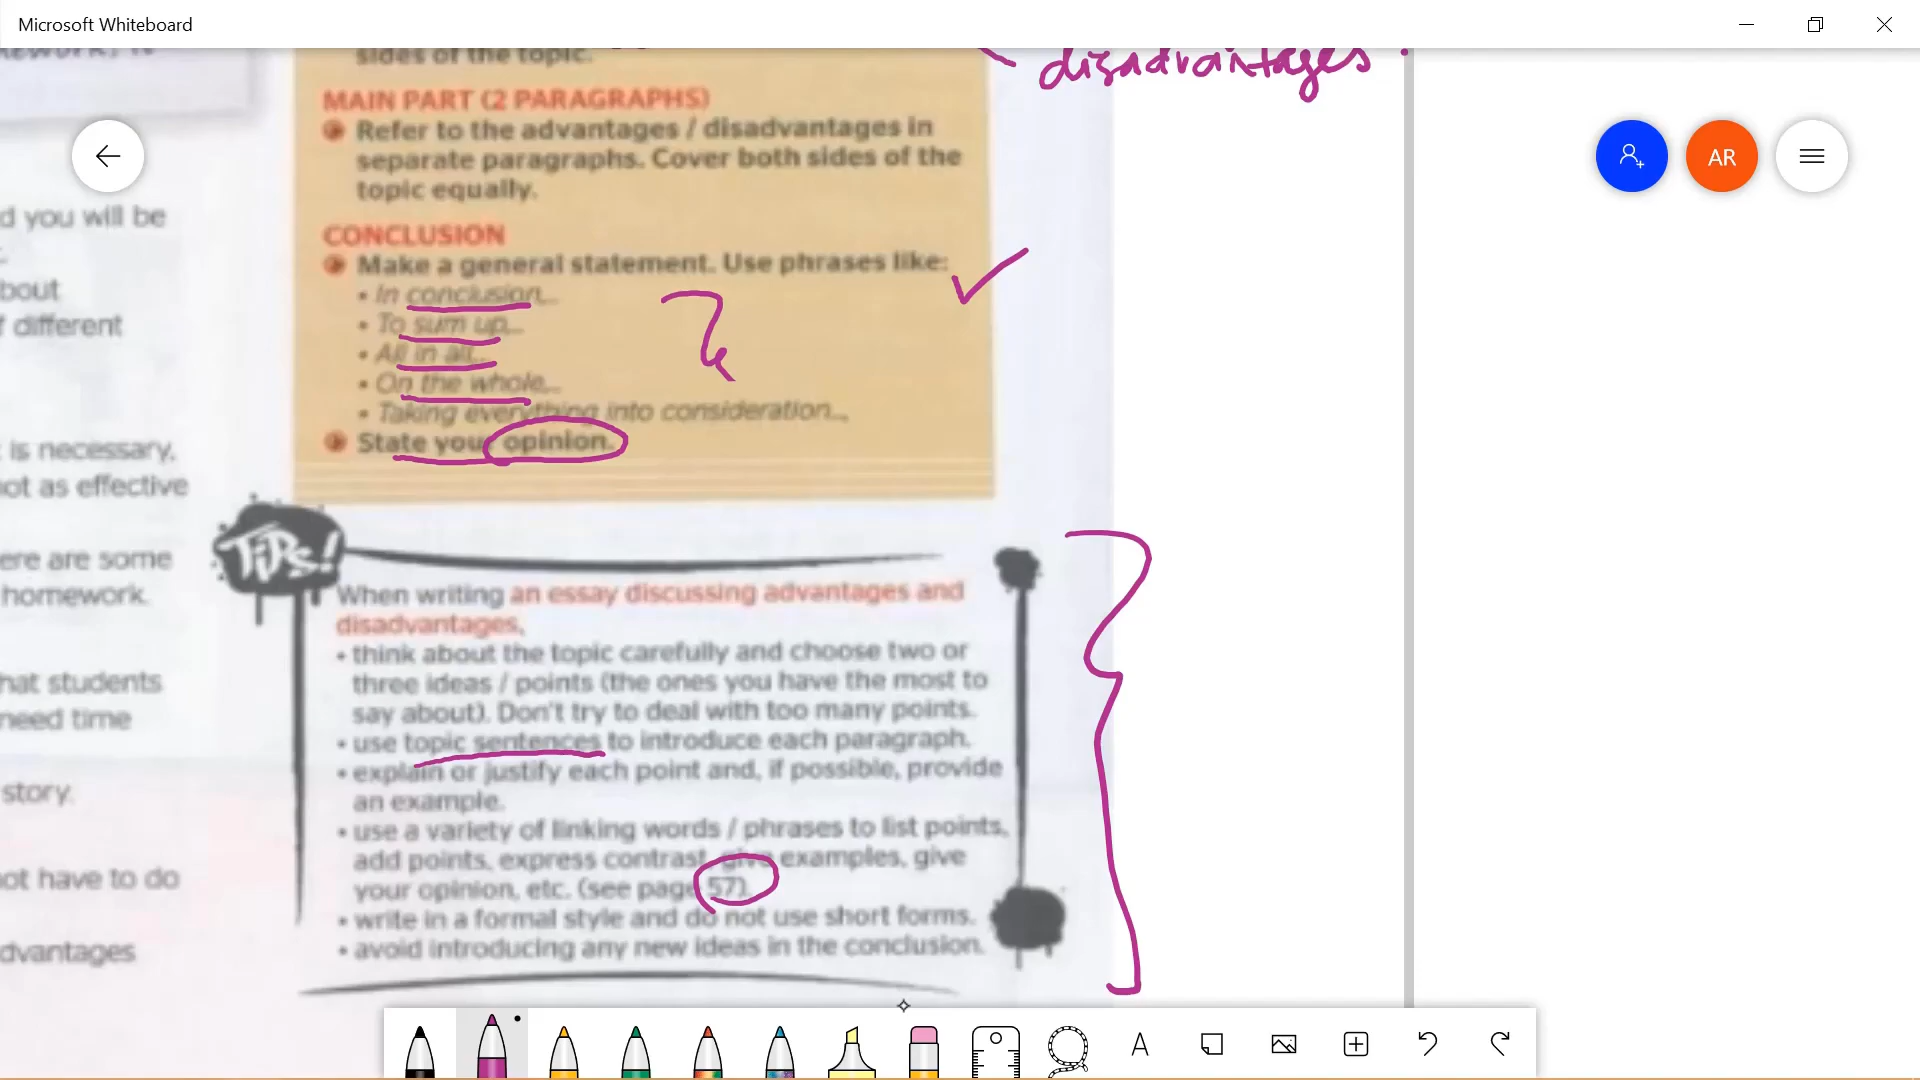 Microsoft Whiteboard
sides of the topic.
disadvantages :
MAIN PART (2 PARAGRAPHS)
Refer to the advantages / disadvantages in
separate paragraphs. Cover both sides of the
topic equally.
CONCLUSION
Make a general statement. Use phrases like:
• In conclusion...
• To sum up...
• All in all...
• On the whole...
• Taking everything into consideration...
State your opinion.
AR
d you will be
bout
f different
is necessary,
not as effective
ere are some
homework.
hat students
need time
story.
not have to do
dvantages
TIPS!
When writing an essay discussing advantages and
disadvantages,
• think about the topic carefully and choose two or
three ideas / points (the ones you have the most to
say about). Don't try to deal with too many points.
• use topic sentences to introduce each paragraph.
• explain or justify each point and, if possible, provide
an example.
• use a variety of linking words / phrases to list points,
add points, express contrast, give examples, give
your opinion, etc. (see page 57).
• write in a formal style and do not use short forms.
• avoid introducing any new ideas in the conclusion.
A